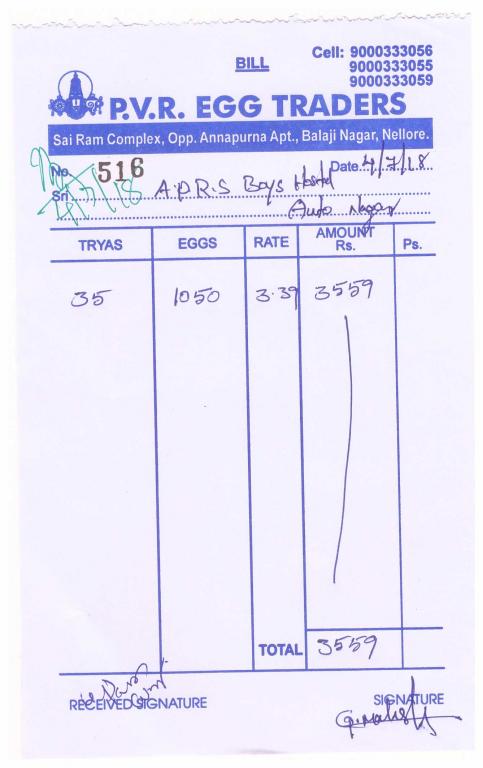 BILL
Cell: 9000333056
9000333055
9000333059
P.V.R. EGG TRADERS
Sai Ram Complex, Opp. Annapurna Apt., Balaji Nagar, Nellore.
No. 516 Date. 4/7/18
Sri A.P.R.S Boys Hostel
Auto Nagar
TRYAS EGGS RATE AMOUNT Rs. Ps.
35 1050 3.39 3559
TOTAL 3559
RECEIVED SIGNATURE SIGNATURE